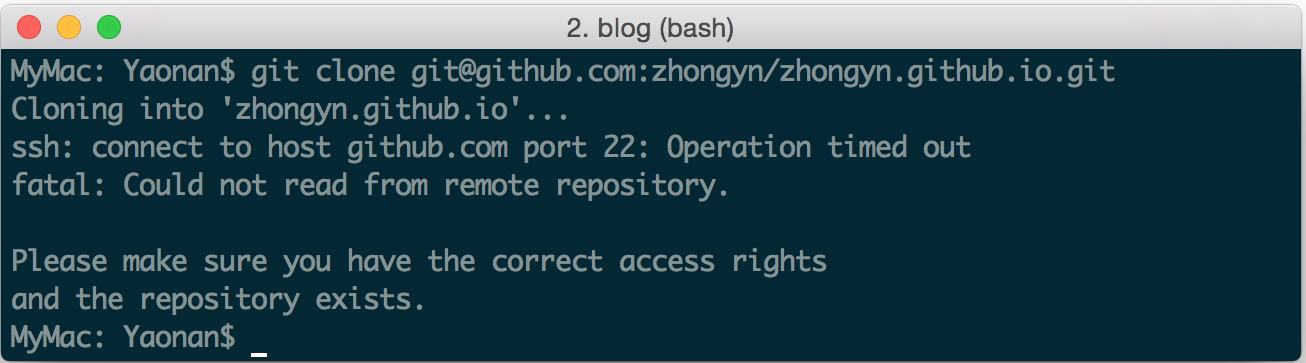 2. blog (bash)
MyMac: Yaonan$ git clone git@github.com:zhongyn/zhongyn.github.io.git
Cloning into 'zhongyn.github.io'...
ssh: connect to host github.com port 22: Operation timed out
fatal: Could not read from remote repository.
Please make sure you have the correct access rights
and the repository exists.
MyMac: Yaonan$